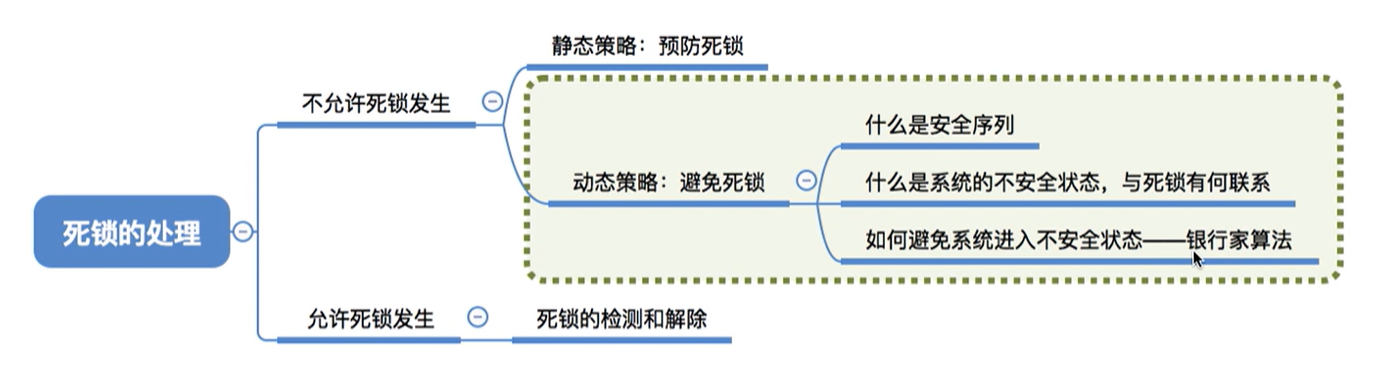 死锁的处理
不允许死锁发生
静态策略：预防死锁
动态策略：避免死锁
什么是安全序列
什么是系统的不安全状态，与死锁有何联系
如何避免系统进入不安全状态——银行家算法
允许死锁发生
死锁的检测和解除